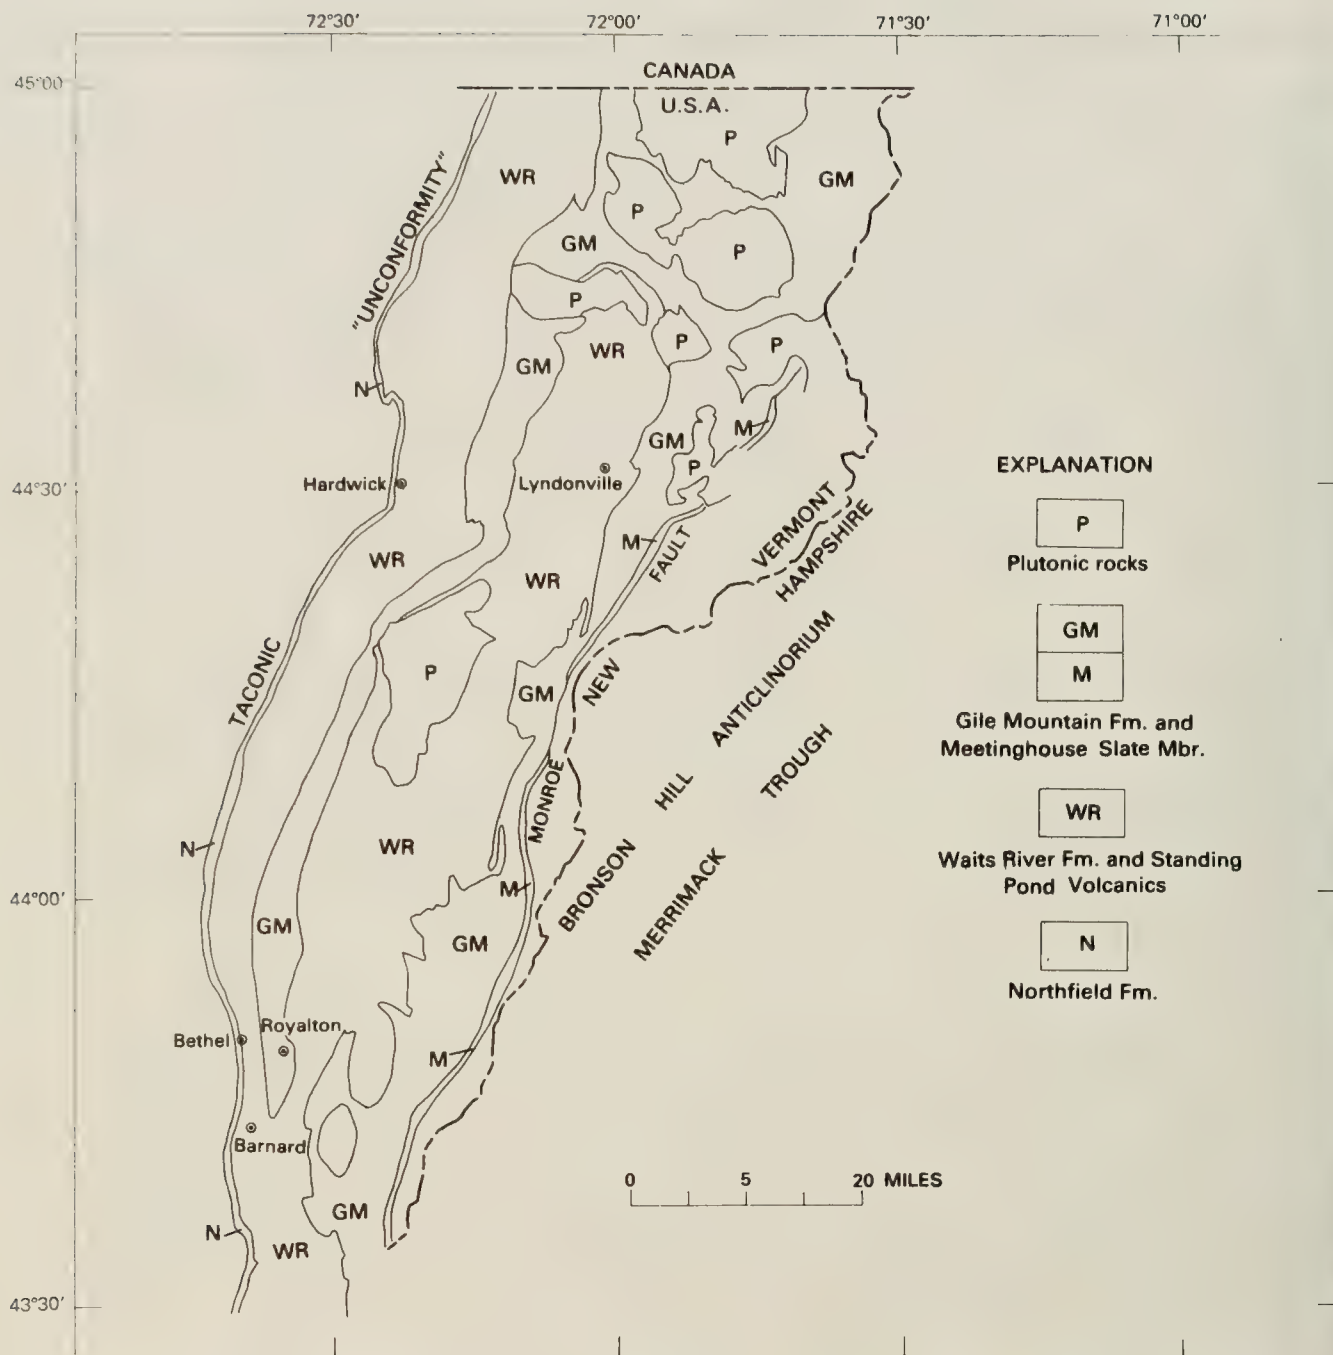 72°30'
72°00'
71°30'
71°00'
45°00
CANADA
U.S.A.
P
WR
GM
P
GM
P
"UNCONFORMITY"
P
WR
P
P
GM
N
M
GM
P
Hardwick
Lyndonville
44°30'
M
FAULT
VERMONT
NEW HAMPSHIRE
WR
WR
TACONIC
P
GM
BRONSON HILL ANTICLINORIUM
MERRIMACK TROUGH
MONROE
N
WR
M
44°00'
GM
GM
Bethel
Royalton
M
Barnard
GM
N
WR
43°30'
0 5 20 MILES
EXPLANATION
P
Plutonic rocks
GM
M
Gile Mountain Fm. and
Meetinghouse Slate Mbr.
WR
Waits River Fm. and Standing
Pond Volcanics
N
Northfield Fm.